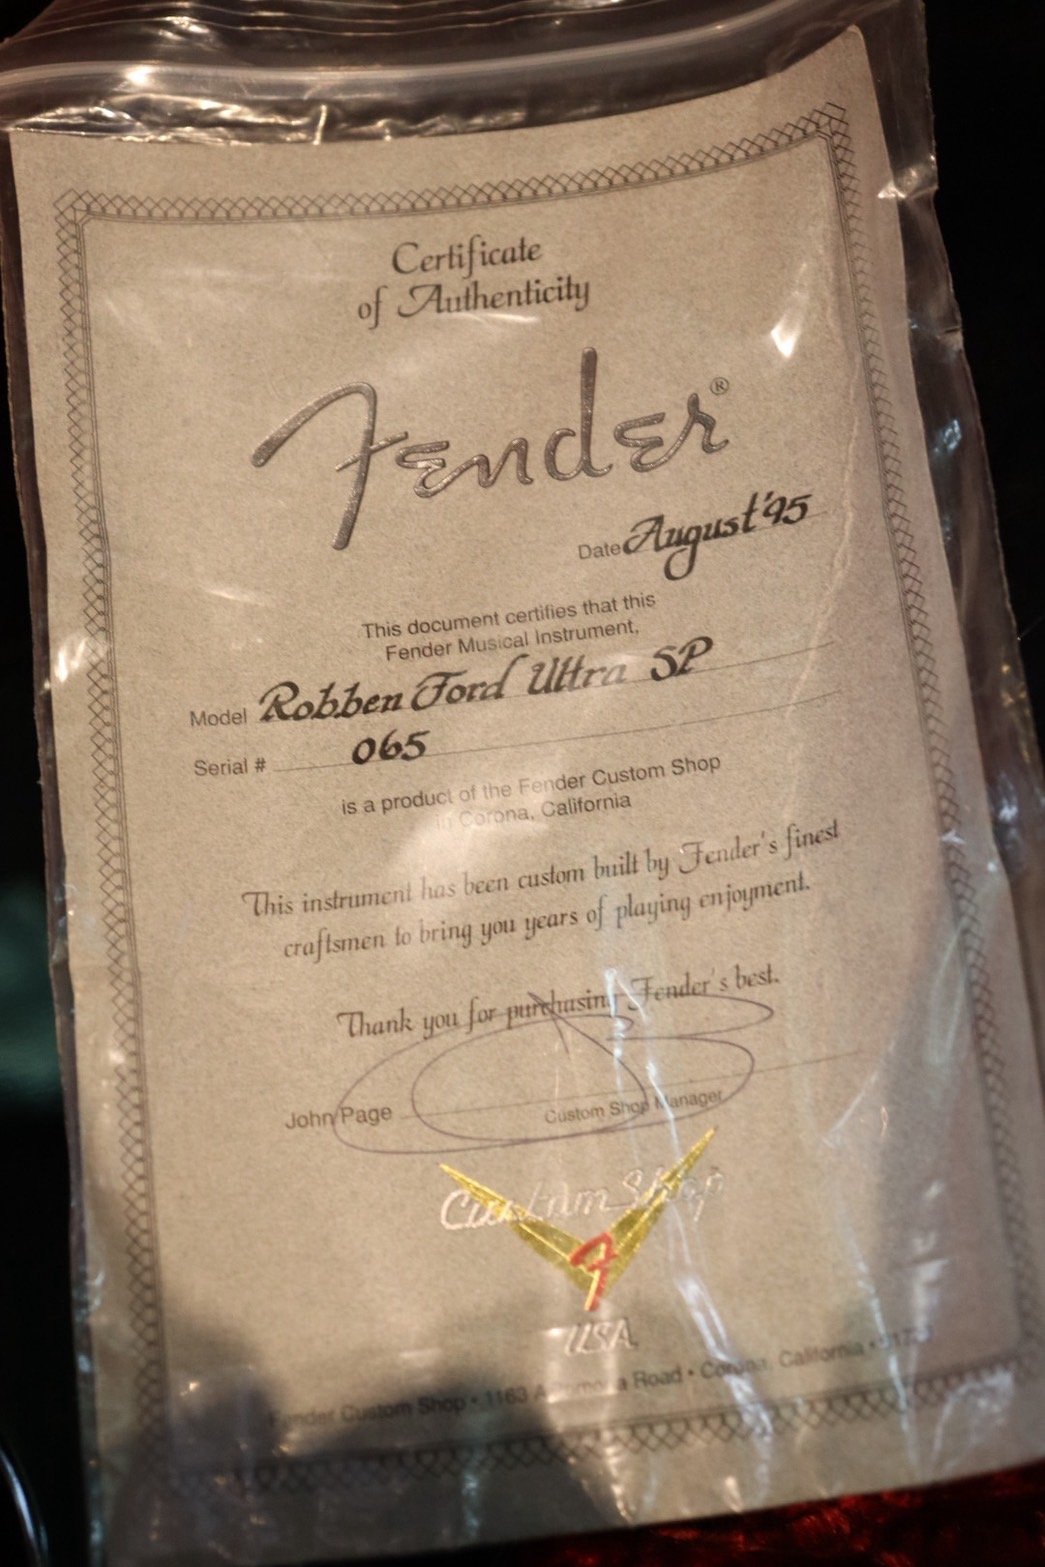 Certificate
of Authenticity
Fender®
Date August '95
This document certifies that this
Fender Musical Instrument,
Model Robben Ford Ultra SP
Serial # 065
is a product of the Fender Custom Shop
in Corona, California
This instrument has been custom built by Fender's finest
craftsmen to bring you years of playing enjoyment.
Thank you for purchasing Fender's best.
John Page
Custom Shop Manager
Custom Shop
F
USA
Fender Custom Shop • 1163 Road • Corona, California •